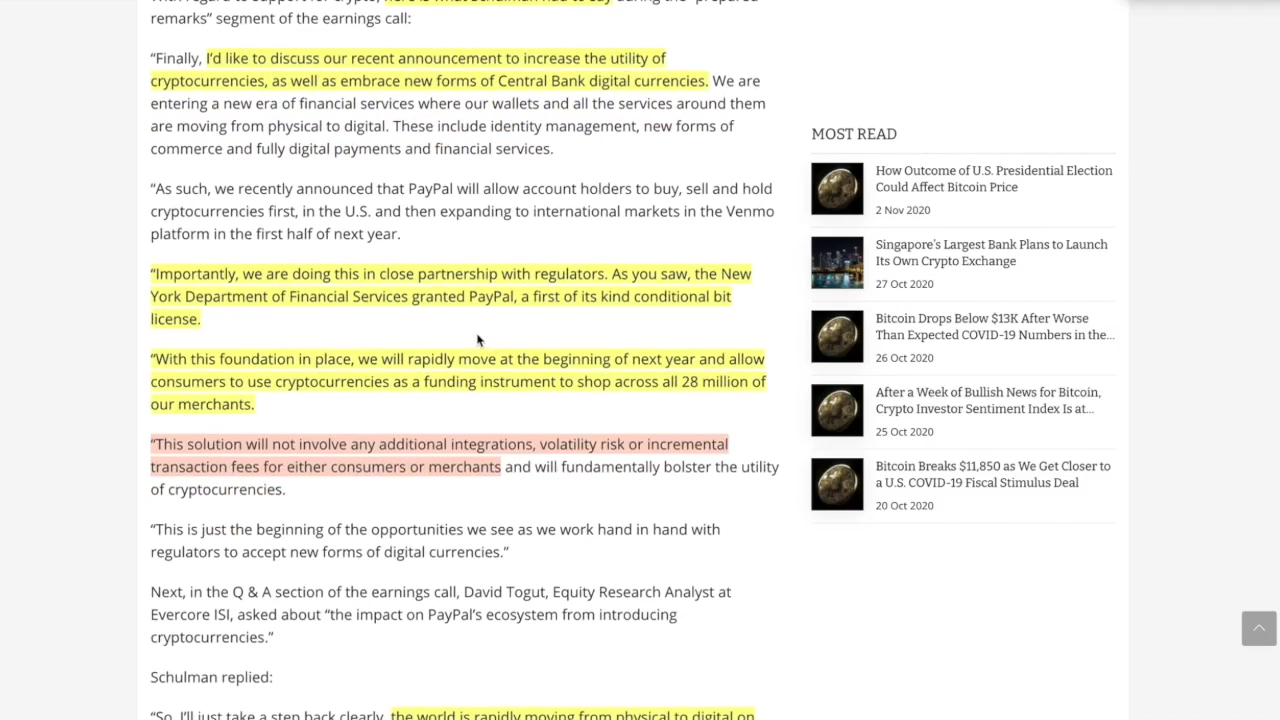 remarks” segment of the earnings call:
“Finally, I’d like to discuss our recent announcement to increase the utility of
cryptocurrencies, as well as embrace new forms of Central Bank digital currencies. We are
entering a new era of financial services where our wallets and all the services around them
are moving from physical to digital. These include identity management, new forms of
commerce and fully digital payments and financial services.
“As such, we recently announced that PayPal will allow account holders to buy, sell and hold
cryptocurrencies first, in the U.S. and then expanding to international markets in the Venmo
platform in the first half of next year.
“Importantly, we are doing this in close partnership with regulators. As you saw, the New
York Department of Financial Services granted PayPal, a first of its kind conditional bit
license.
“With this foundation in place, we will rapidly move at the beginning of next year and allow
consumers to use cryptocurrencies as a funding instrument to shop across all 28 million of
our merchants.
“This solution will not involve any additional integrations, volatility risk or incremental
transaction fees for either consumers or merchants and will fundamentally bolster the utility
of cryptocurrencies.
“This is just the beginning of the opportunities we see as we work hand in hand with
regulators to accept new forms of digital currencies.”
Next, in the Q & A section of the earnings call, David Togut, Equity Research Analyst at
Evercore ISI, asked about “the impact on PayPal’s ecosystem from introducing
cryptocurrencies.”
Schulman replied:
“So, I’ll just take a step back clearly, the world is rapidly moving from physical to digital on
MOST READ
How Outcome of U.S. Presidential Election
Could Affect Bitcoin Price
2 Nov 2020
Singapore’s Largest Bank Plans to Launch
Its Own Crypto Exchange
27 Oct 2020
Bitcoin Drops Below $13K After Worse
Than Expected COVID-19 Numbers in the...
26 Oct 2020
After a Week of Bullish News for Bitcoin,
Crypto Investor Sentiment Index Is at...
25 Oct 2020
Bitcoin Breaks $11,850 as We Get Closer to
a U.S. COVID-19 Fiscal Stimulus Deal
20 Oct 2020